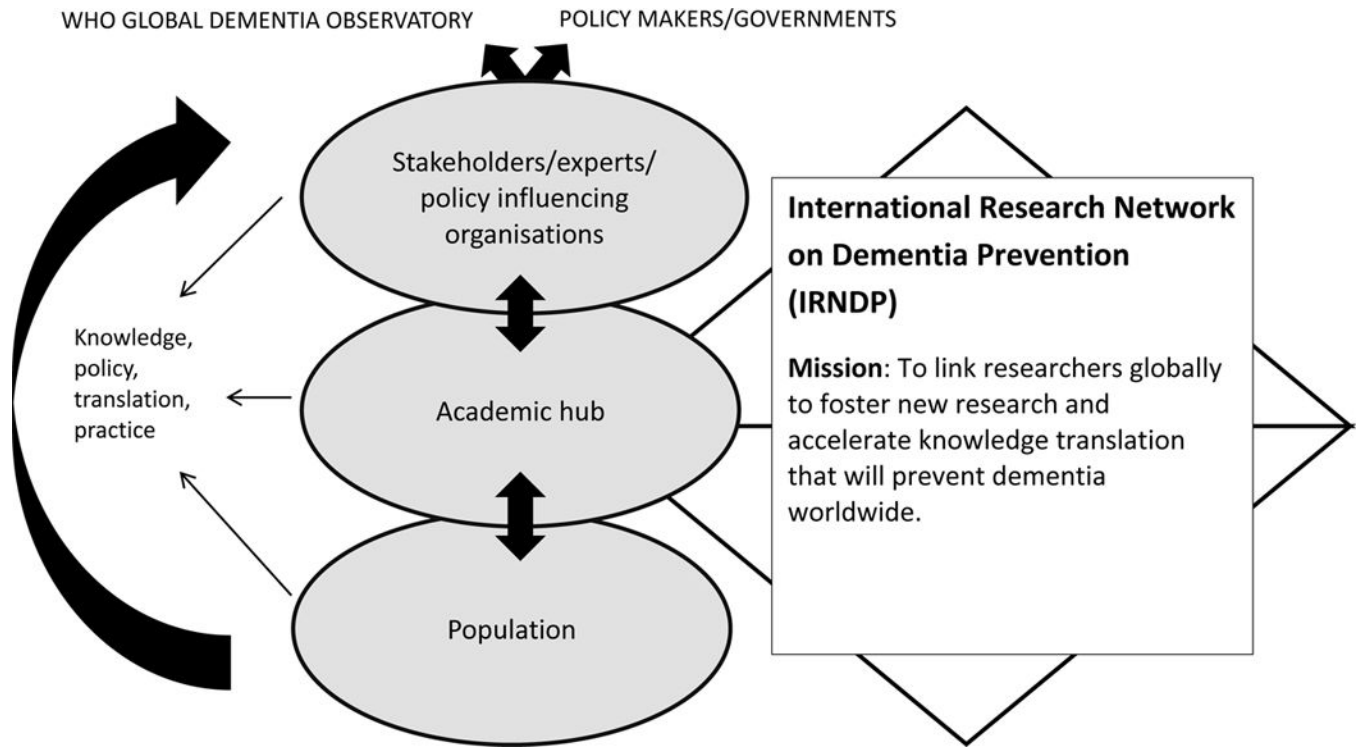 WHO GLOBAL DEMENTIA OBSERVATORY
POLICY MAKERS/GOVERNMENTS
Stakeholders/experts/
policy influencing
organisations
Knowledge,
policy,
translation,
practice
Academic hub
Population
International Research Network
on Dementia Prevention
(IRNDP)
Mission: To link researchers globally
to foster new research and
accelerate knowledge translation
that will prevent dementia
worldwide.